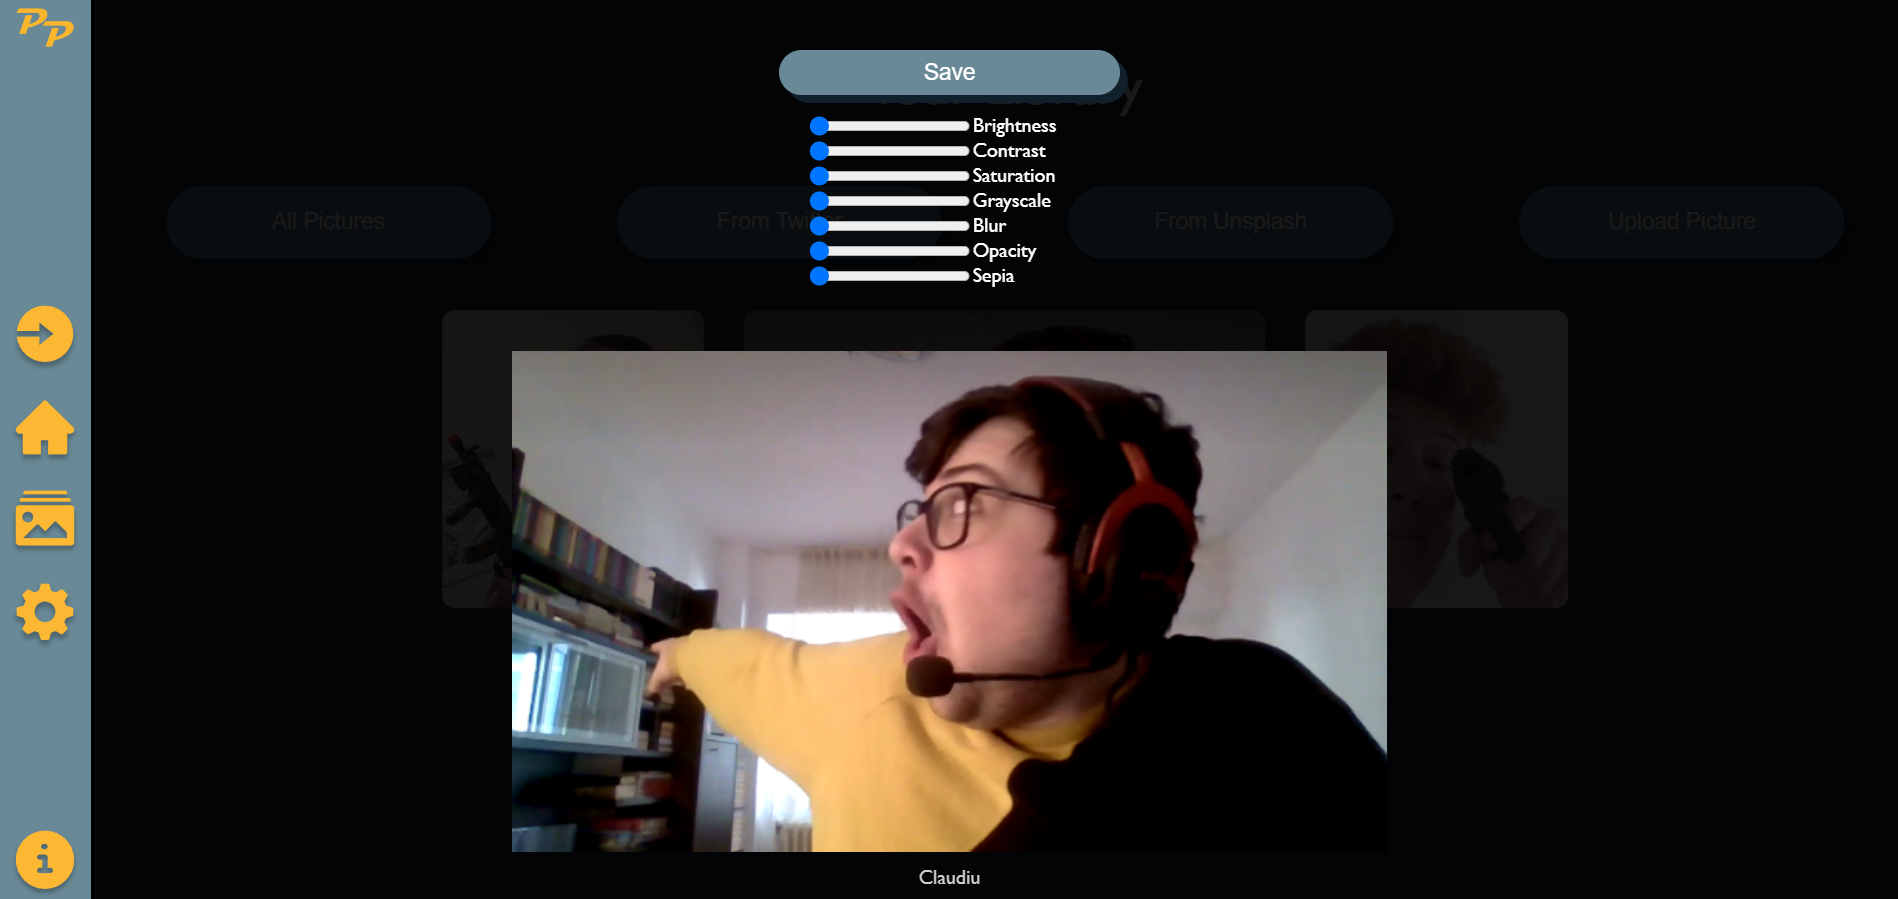 PP
Save
Brightness
Contrast
Saturation
All Pictures
Grayscale
From Unsplash
Upload Picture
Blur
Opacity
Sepia
Claudiu